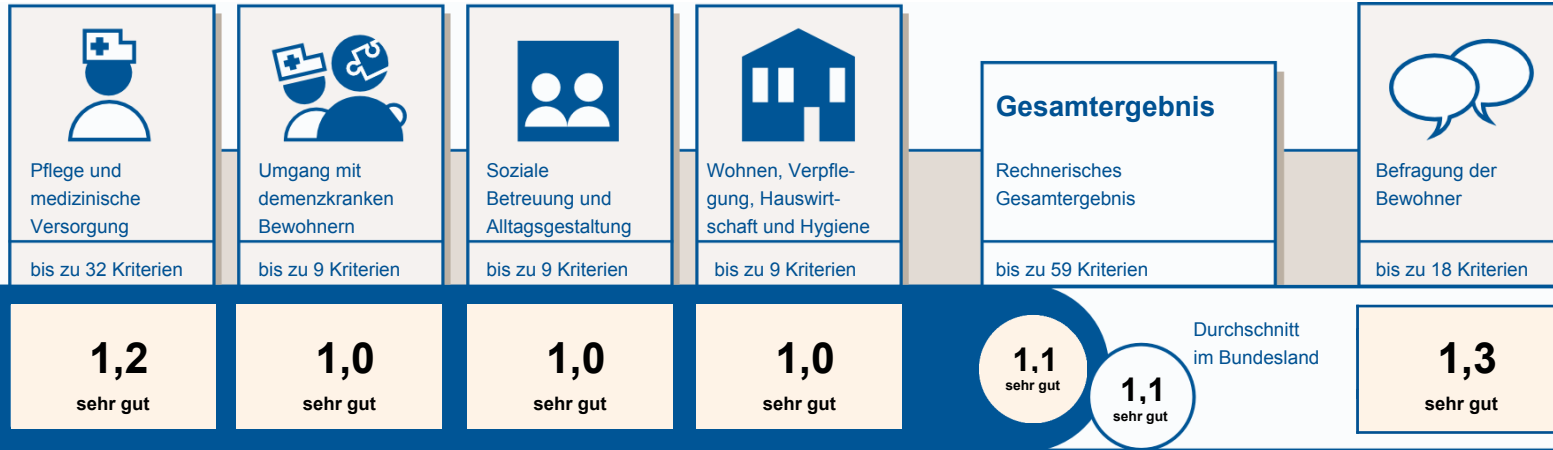 Pflege und
medizinische
Versorgung
bis zu 32 Kriterien
1,2
sehr gut
Umgang mit
demenzkranken
Bewohnern
bis zu 9 Kriterien
1,0
sehr gut
Soziale
Betreuung und
Alltagsgestaltung
bis zu 9 Kriterien
1,0
sehr gut
Wohnen, Verpfle-
gung, Hauswirt-
schaft und Hygiene
bis zu 9 Kriterien
1,0
sehr gut
Gesamtergebnis
Rechnerisches
Gesamtergebnis
bis zu 59 Kriterien
1,1
sehr gut
Durchschnitt
im Bundesland
1,1
sehr gut
Befragung der
Bewohner
bis zu 18 Kriterien
1,3
sehr gut